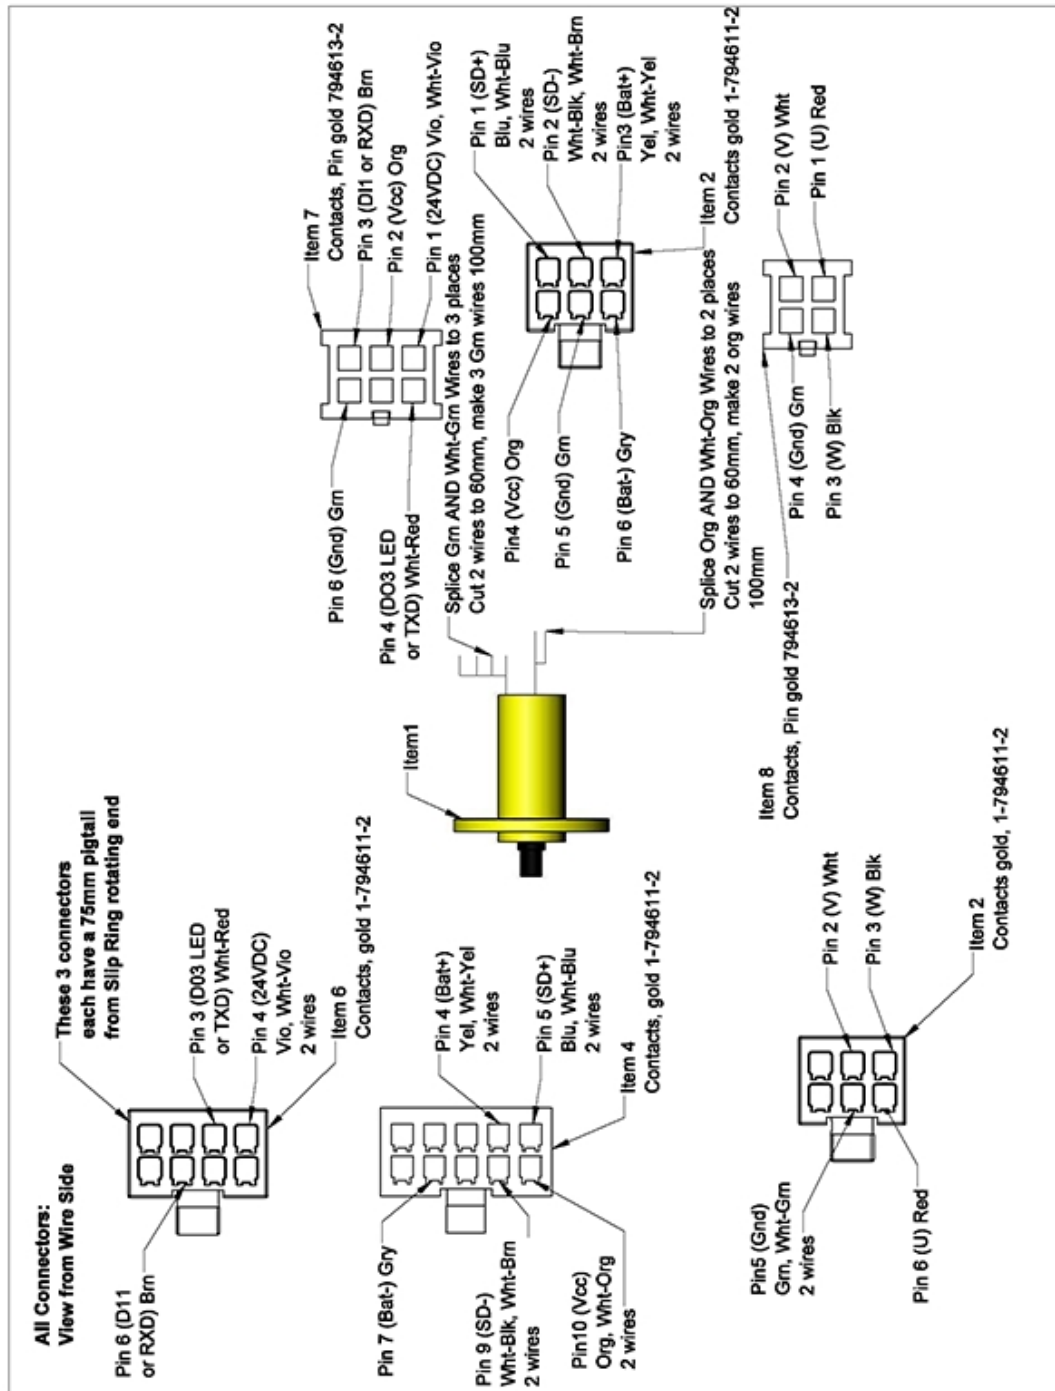 All Connectors:
View from Wire Side
These 3 connectors
each have a 75mm pigtail
from Slip Ring rotating end
Pin 6 (D11
or RXD) Brn
Pin 3 (D03 LED
or TXD) Wht-Red
Pin 4 (24VDC)
Vio, Wht-Vio
2 wires
Item 6
Contacts, gold 1-794611-2
Pin 7 (Bat-) Gry
Pin 9 (SD-)
Wht-Blk, Wht-Brn
2 wires
Pin10 (Vcc)
Org, Wht-Org
2 wires
Pin 4 (Bat+)
Yel, Wht-Yel
2 wires
Pin 5 (SD+)
Blu, Wht-Blu
2 wires
Item 4
Contacts, gold 1-794611-2
Pin5 (Gnd)
Grn, Wht-Grn
2 wires
Pin 6 (U) Red
Pin 2 (V) Wht
Pin 3 (W) Blk
Item 2
Contacts gold, 1-794611-2
Item1
Item 7
Contacts, Pin gold 794613-2
Pin 3 (DI1 or RXD) Brn
Pin 2 (Vcc) Org
Pin 1 (24VDC) Vio, Wht-Vio
Pin 6 (Gnd) Grn
Pin 4 (DO3 LED
or TXD) Wht-Red
Splice Grn AND Wht-Grn Wires to 3 places
Cut 2 wires to 60mm, make 3 Grn wires 100mm
Pin 1 (SD+)
Blu, Wht-Blu
2 wires
Pin 2 (SD-)
Wht-Blk, Wht-Brn
2 wires
Pin3 (Bat+)
Yel, Wht-Yel
2 wires
Pin4 (Vcc) Org
Pin 5 (Gnd) Grn
Pin 6 (Bat-) Gry
Item 2
Contacts gold 1-794611-2
Splice Org AND Wht-Org Wires to 2 places
Cut 2 wires to 60mm, make 2 org wires
100mm
Item 8
Contacts, Pin gold 794613-2
Pin 4 (Gnd) Grn
Pin 3 (W) Blk
Pin 2 (V) Wht
Pin 1 (U) Red